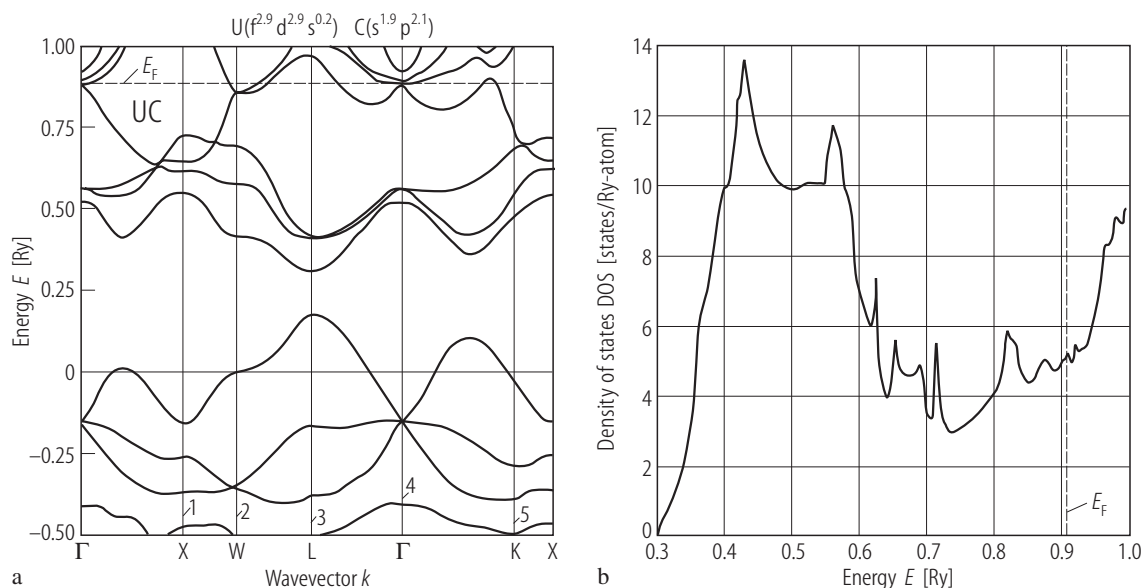 U(f²·⁹ d²·⁹ s⁰·²) C(s¹·⁹ p²·¹)
1.00
0.75
0.50
0.25
0
−0.25
−0.50
Energy E [Ry]
E_F
UC
1
2
3
4
5
Γ X W L Γ K X
Wavevector k
a
14
12
10
8
6
4
2
0
Density of states DOS [states/Ry-atom]
E_F
0.3 0.4 0.5 0.6 0.7 0.8 0.9 1.0
Energy E [Ry]
b